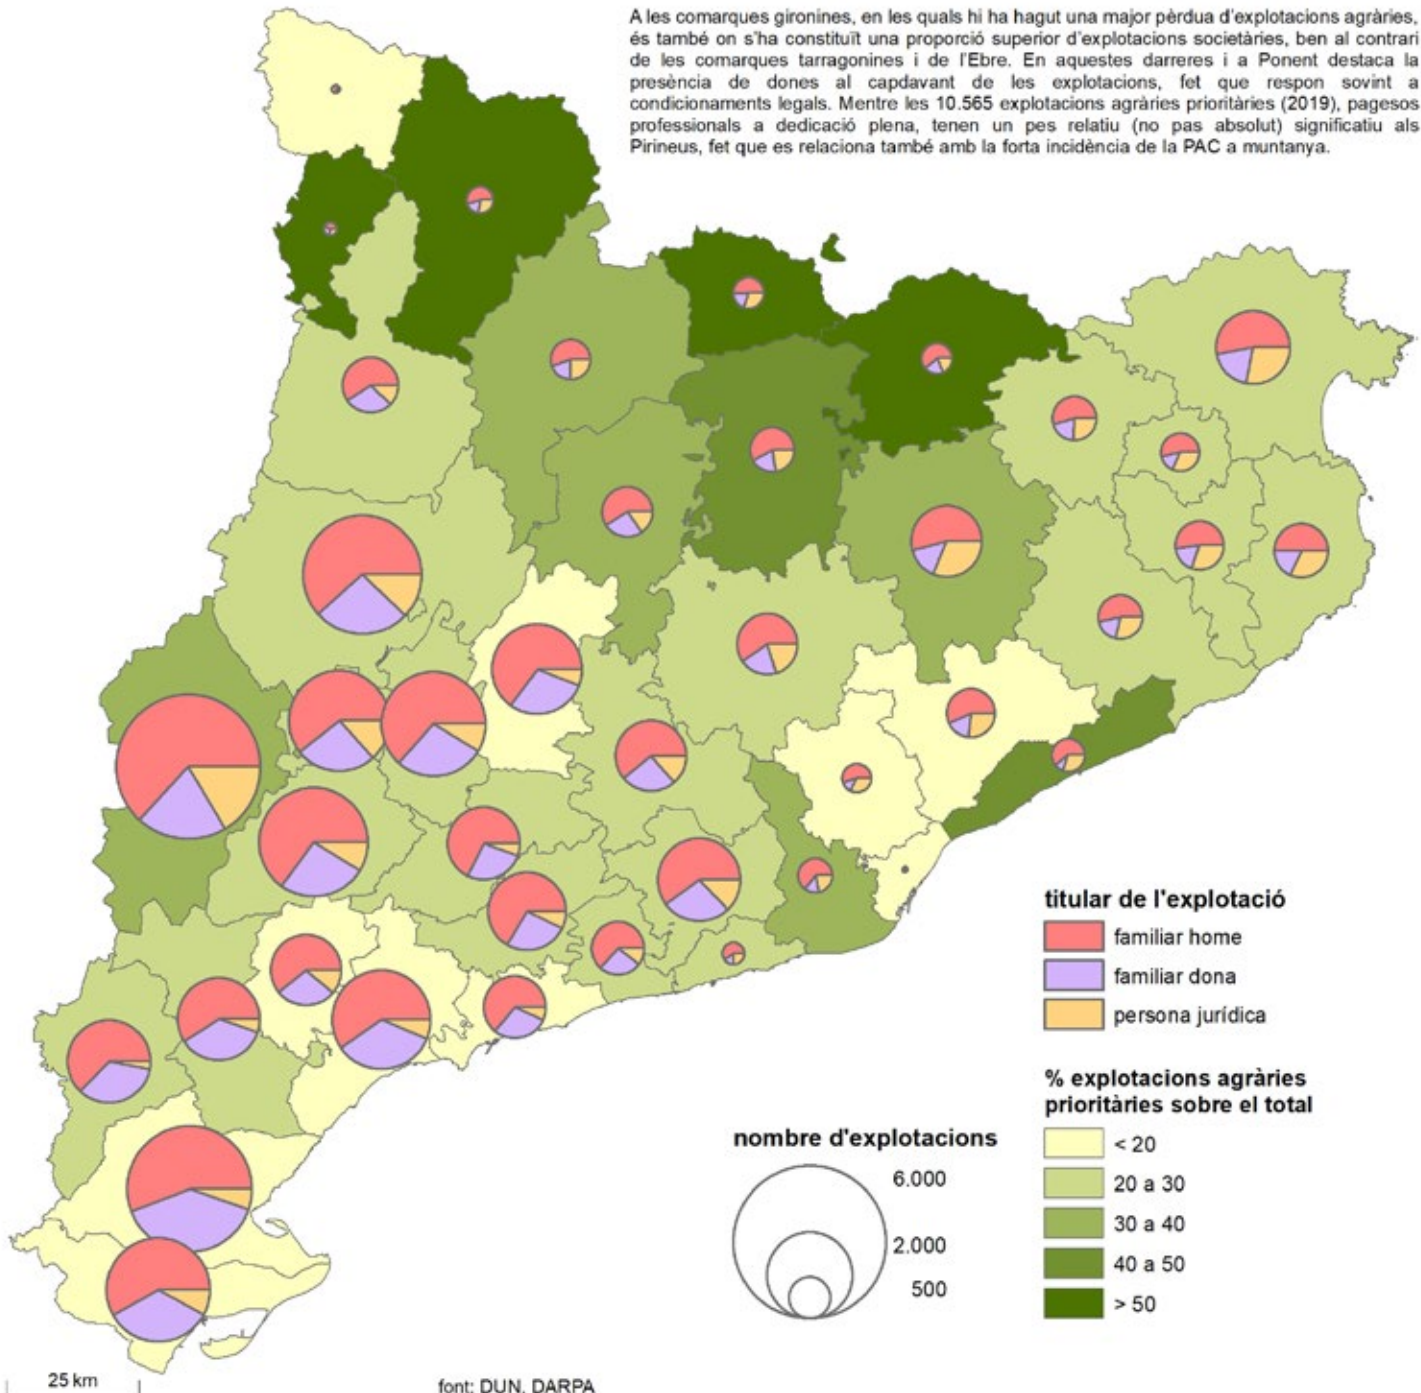 A les comarques gironines, en les quals hi ha hagut una major pèrdua d'explotacions agràries,
és també on s'ha constituït una proporció superior d'explotacions societàries, ben al contrari
de les comarques tarragonines i de l'Ebre. En aquestes darreres i a Ponent destaca la
presència de dones al capdavant de les explotacions, fet que respon sovint a
condicionaments legals. Mentre les 10.565 explotacions agràries prioritàries (2019), pagesos
professionals a dedicació plena, tenen un pes relatiu (no pas absolut) significatiu als
Pirineus, fet que es relaciona també amb la forta incidència de la PAC a muntanya.
titular de l'explotació
familiar home
familiar dona
persona jurídica
% explotacions agràries
prioritàries sobre el total
< 20
20 a 30
30 a 40
40 a 50
> 50
nombre d'explotacions
6.000
2.000
500
25 km
font: DUN. DARPA